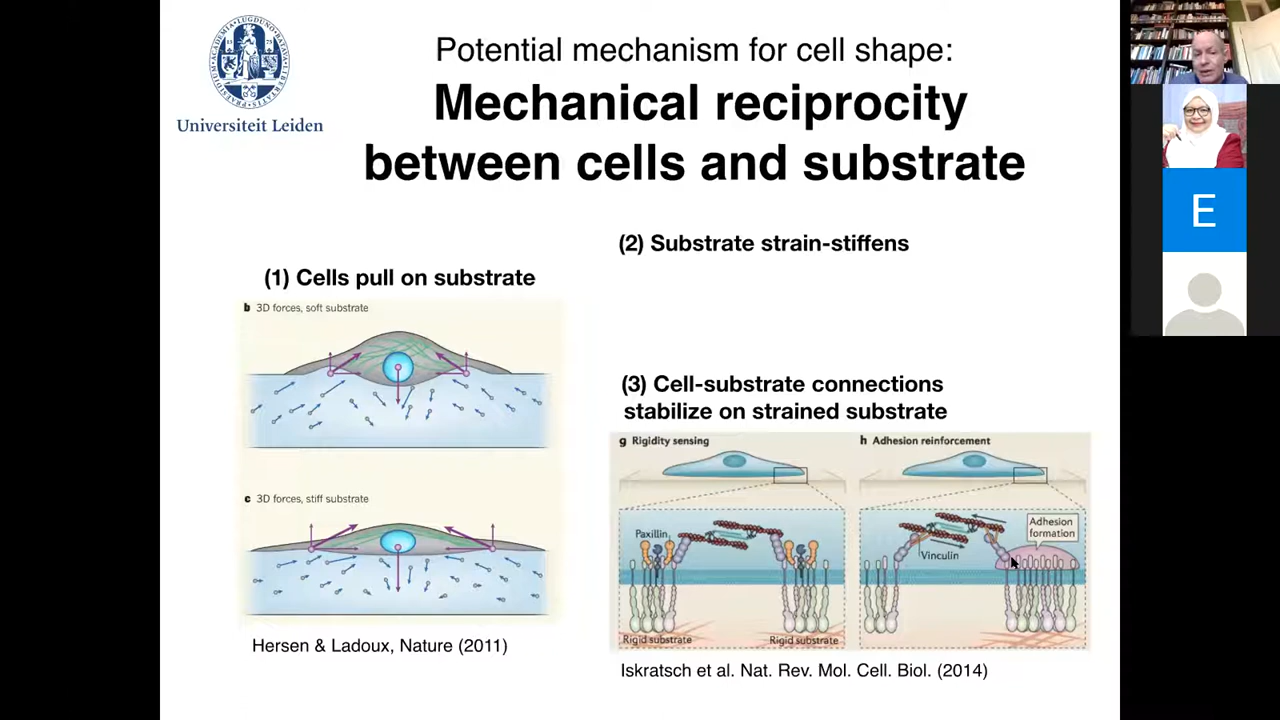 Universiteit Leiden
Potential mechanism for cell shape:
Mechanical reciprocity
between cells and substrate
(1) Cells pull on substrate
b 3D forces, soft substrate
c 3D forces, stiff substrate
Hersen & Ladoux, Nature (2011)
(2) Substrate strain-stiffens
(3) Cell-substrate connections
stabilize on strained substrate
g Rigidity sensing
h Adhesion reinforcement
Paxillin
Vinculin
Adhesion
formation
Rigid substrate
Rigid substrate
Iskratsch et al. Nat. Rev. Mol. Cell. Biol. (2014)
E